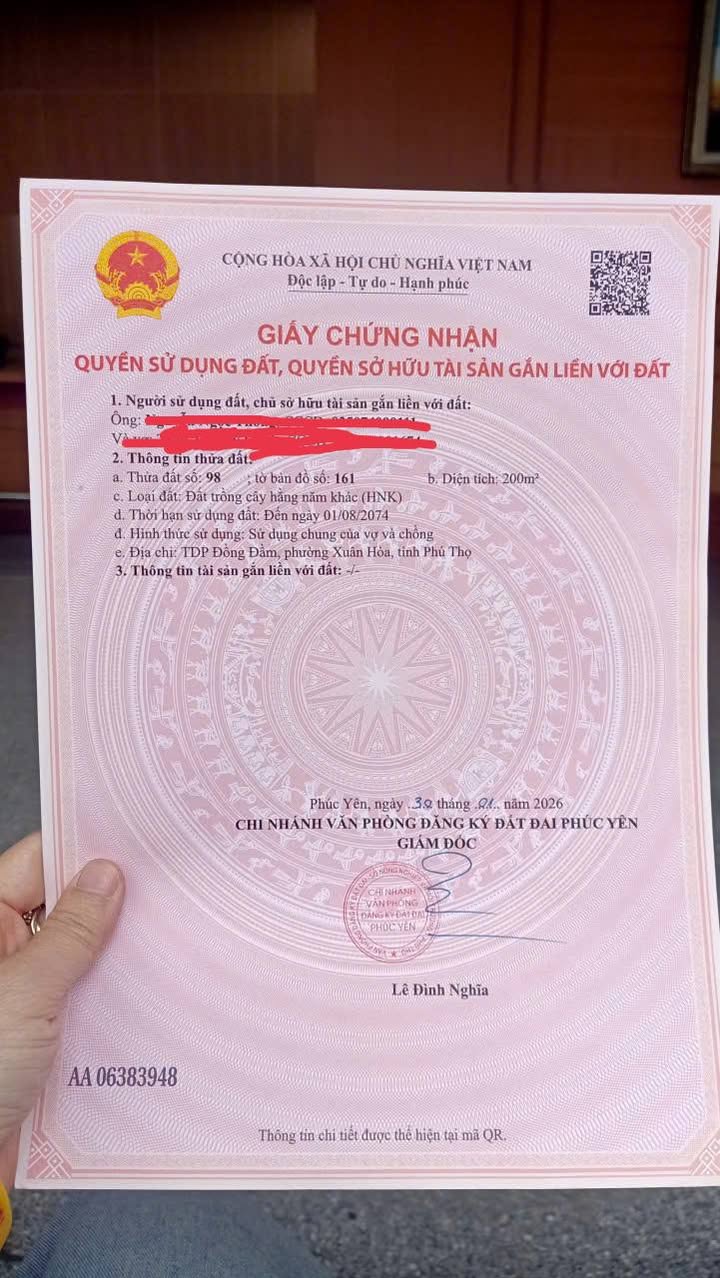 CỘNG HÒA XÃ HỘI CHỦ NGHĨA VIỆT NAM
Độc lập - Tự do - Hạnh phúc
GIẤY CHỨNG NHẬN
QUYỀN SỬ DỤNG ĐẤT, QUYỀN SỞ HỮU TÀI SẢN GẮN LIỀN VỚI ĐẤT
1. Người sử dụng đất, chủ sở hữu tài sản gắn liền với đất:
Ông:
2. Thông tin thửa đất:
a. Thửa đất số: 98 ; tờ bản đồ số: 161 b. Diện tích: 200m²
c. Loại đất: Đất trồng cây hằng năm khác (HNK)
d. Thời hạn sử dụng đất: Đến ngày 01/08/2074
đ. Hình thức sử dụng: Sử dụng chung của vợ và chồng
e. Địa chỉ: TDP Đồng Đầm, phường Xuân Hòa, tỉnh Phú Thọ
3. Thông tin tài sản gắn liền với đất: -/-
Phúc Yên, ngày .30 tháng .01.. năm 2026
CHI NHÁNH VĂN PHÒNG ĐĂNG KÝ ĐẤT ĐAI PHÚC YÊN
GIÁM ĐỐC
CHI NHÁNH
VĂN PHÒNG
ĐĂNG KÝ ĐẤT ĐAI
PHÚC YÊN
Lê Đình Nghĩa
AA 06383948
Thông tin chi tiết được thể hiện tại mã QR.